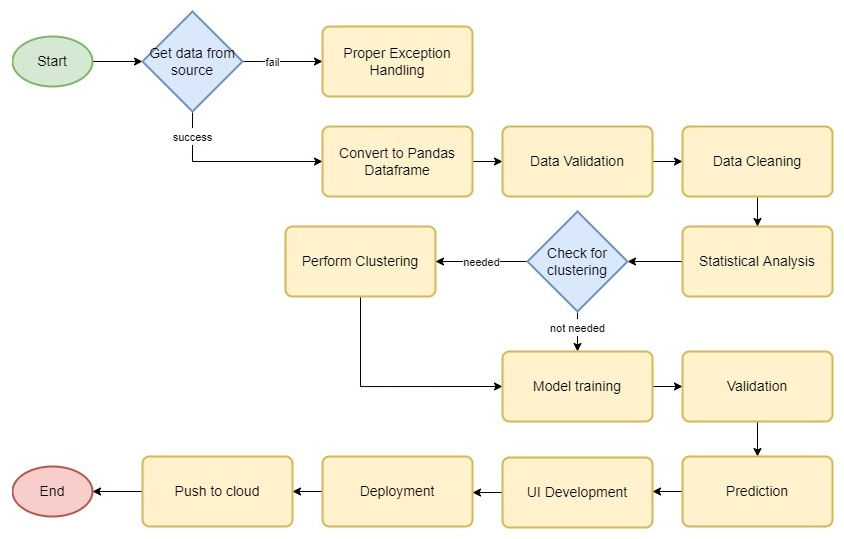 Start
Get data from
source
fail
Proper Exception
Handling
success
Convert to Pandas
Dataframe
Data Validation
Data Cleaning
Perform Clustering
needed
Check for
clustering
Statistical Analysis
not needed
Model training
Validation
End
Push to cloud
Deployment
UI Development
Prediction